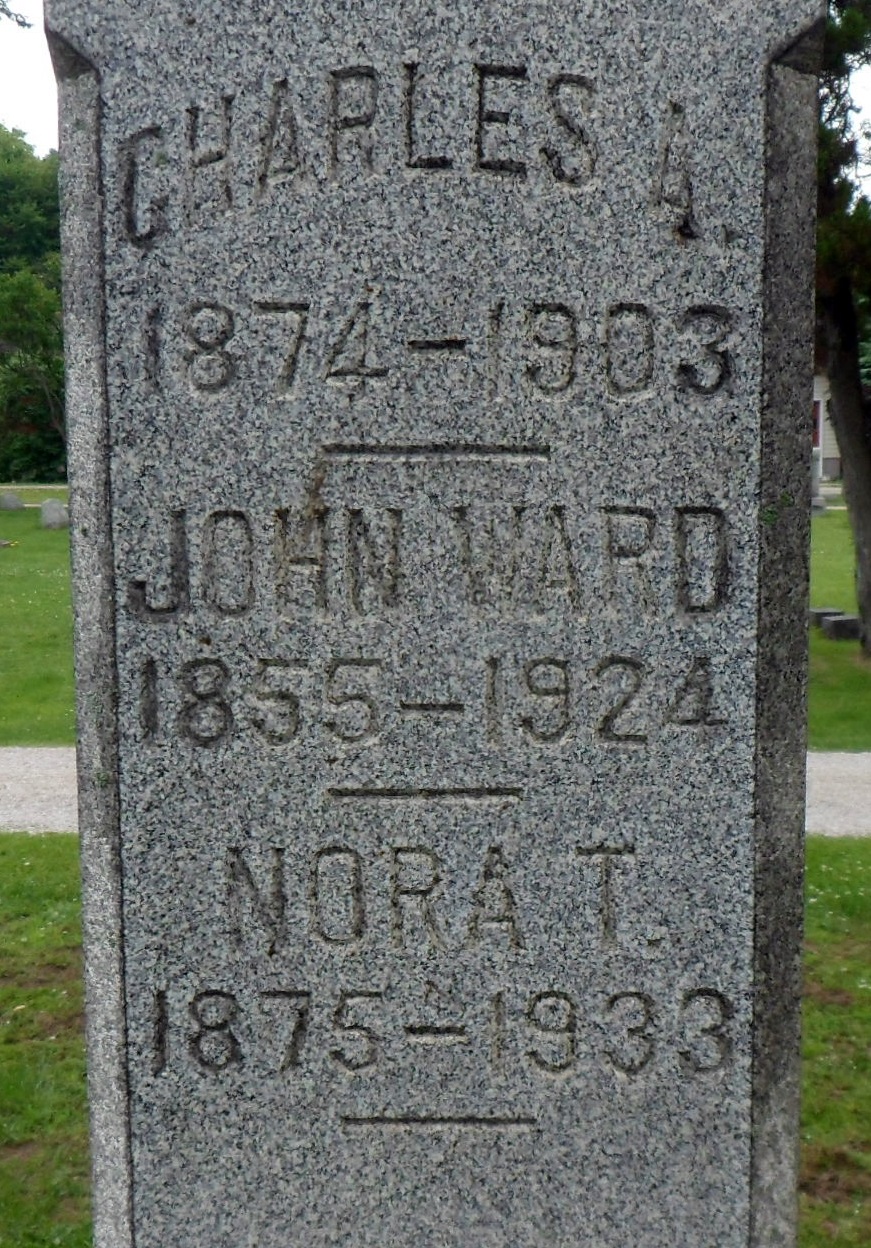 CHARLES A.
1874-1903
JOHN WARD
1855-1924
NORA T.
1875-1933